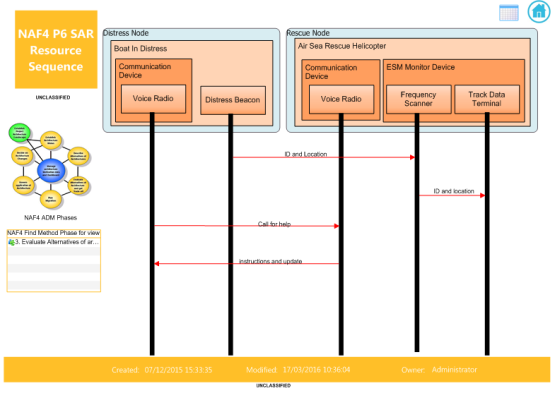 NAF4 P6 SAR
Resource
Sequence
UNCLASSIFIED
Distress Node
Boat In Distress
Communication
Device
Voice Radio
Distress Beacon
Rescue Node
Air Sea Rescue Helicopter
Communication
Device
Voice Radio
ESM Monitor Device
Frequency
Scanner
Track Data
Terminal
ID and Location
ID and location
Call for help
instructions and update
NAF4 ADM Phases
NAF4 Find Method Phase for view
3. Evaluate Alternatives of ar...
Created: 07/12/2015 15:33:35
Modified: 17/03/2016 10:36:04
Owner: Administrator
UNCLASSIFIED